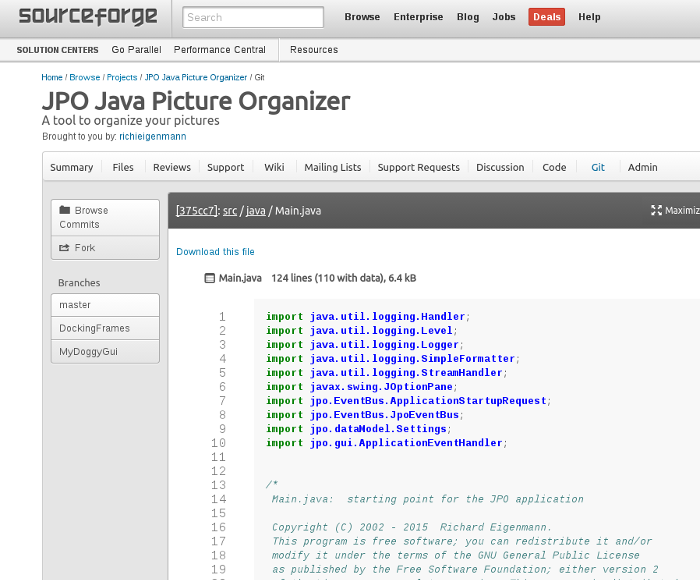 sourceforge Search Browse Enterprise Blog Jobs Deals Help
SOLUTION CENTERS Go Parallel Performance Central Resources
Home / Browse / Projects / JPO Java Picture Organizer / Git
JPO Java Picture Organizer
A tool to organize your pictures
Brought to you by: richieigenmann
Summary Files Reviews Support Wiki Mailing Lists Support Requests Discussion Code Git Admin
Browse
Commits
Fork
Branches
master
DockingFrames
MyDoggyGui
[375cc7]: src / java / Main.java Maximiz
Download this file
Main.java 124 lines (110 with data), 6.4 kB
1 import java.util.logging.Handler;
2 import java.util.logging.Level;
3 import java.util.logging.Logger;
4 import java.util.logging.SimpleFormatter;
5 import java.util.logging.StreamHandler;
6 import javax.swing.JOptionPane;
7 import jpo.EventBus.ApplicationStartupRequest;
8 import jpo.EventBus.JpoEventBus;
9 import jpo.dataModel.Settings;
10 import jpo.gui.ApplicationEventHandler;
11
12
13 /*
14 Main.java:  starting point for the JPO application
15
16 Copyright (C) 2002 - 2015  Richard Eigenmann.
17 This program is free software; you can redistribute it and/or
18 modify it under the terms of the GNU General Public License
19 as published by the Free Software Foundation; either version 2